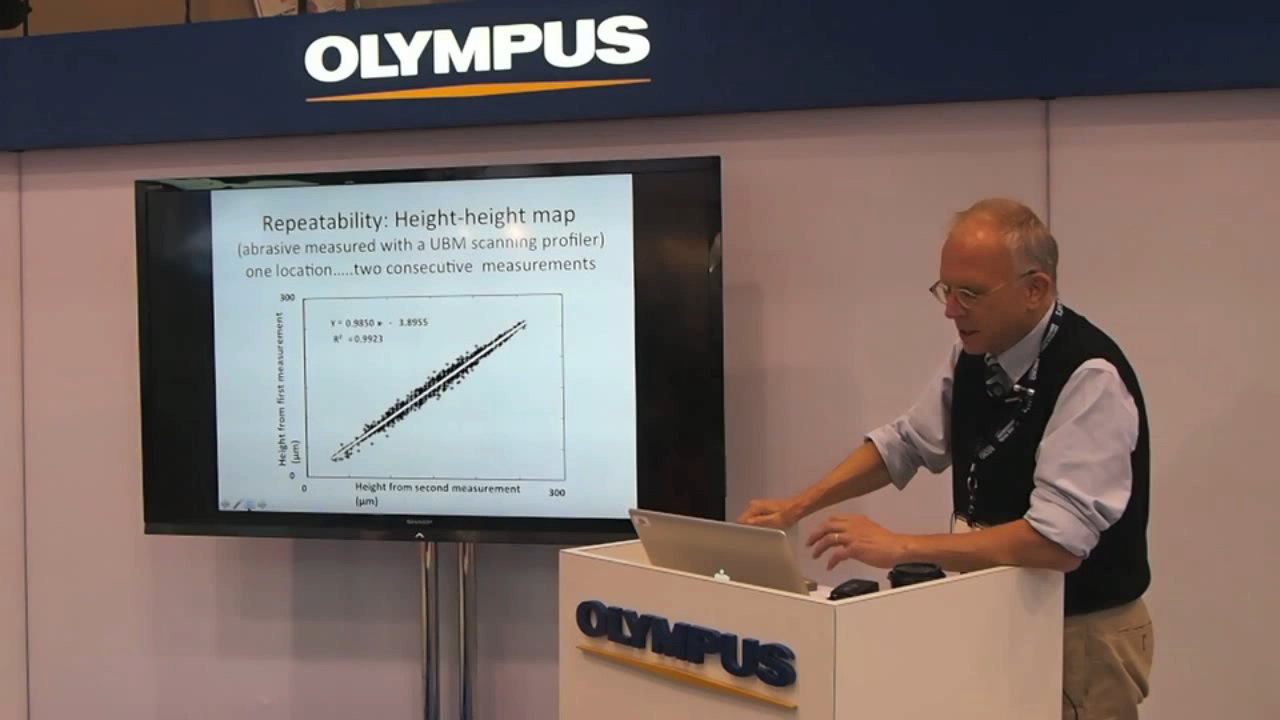 OLYMPUS
Repeatability: Height-height map
(abrasive measured with a UBM scanning profiler)
one location.....two consecutive measurements
300
Y = 0.9850 x - 3.8955
R² = 0.9923
Height from first measurement
(µm)
0
0
Height from second measurement
(µm)
300
SHARP
OLYMPUS